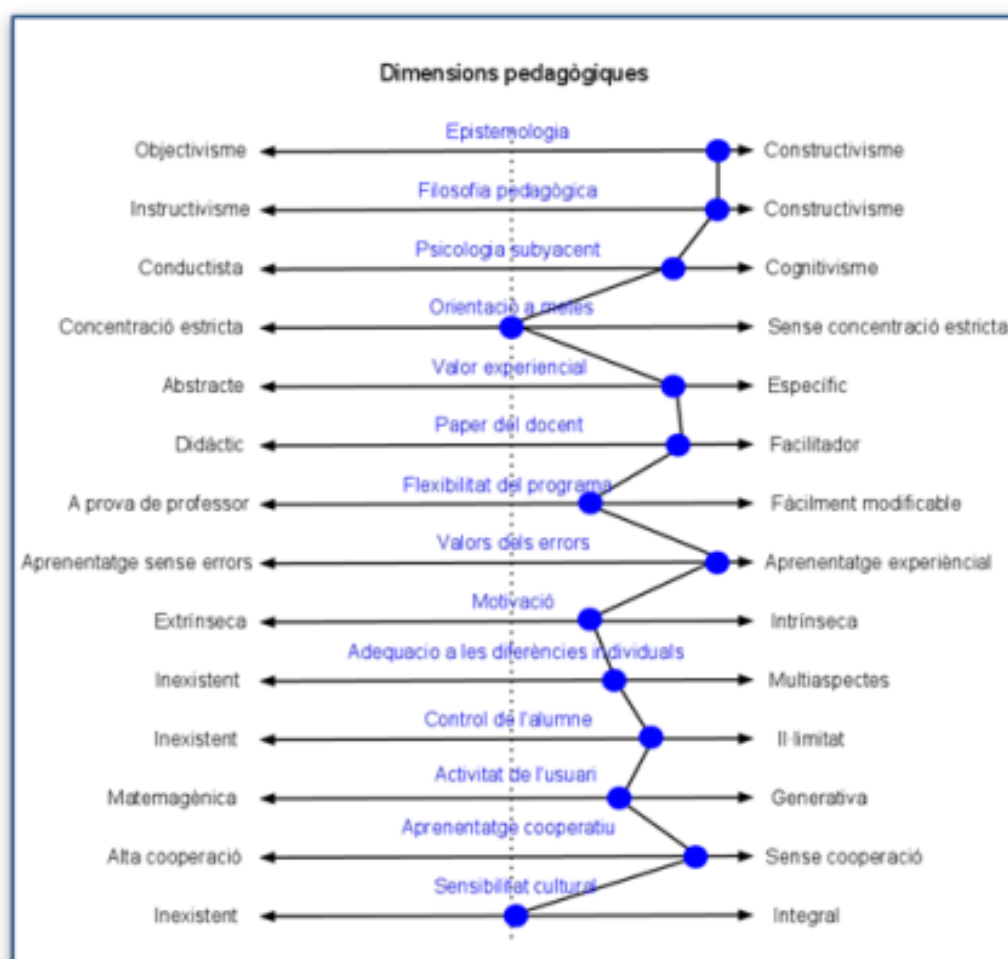 Dimensions pedagògiques
Epistemologia
Objectivisme Constructivisme
Filosofia pedagògica
Instructivisme Constructivisme
Psicologia subyacent
Conductista Cognitivisme
Orientació a metes
Concentració estricta Sense concentració estricta
Valor experiencial
Abstracte Específic
Paper del docent
Didàctic Facilitador
Flexibilitat del programa
A prova de professor Fàcilment modificable
Valors dels errors
Aprenentatge sense errors Aprenentatge experièncial
Motivació
Extrínseca Intrínseca
Adequacio a les diferències individuals
Inexistent Multiaspectes
Control de l'alumne
Inexistent Il·limitat
Activitat de l'usuari
Matemagènica Generativa
Aprenentatge cooperatiu
Alta cooperació Sense cooperació
Sensibilitat cultural
Inexistent Integral